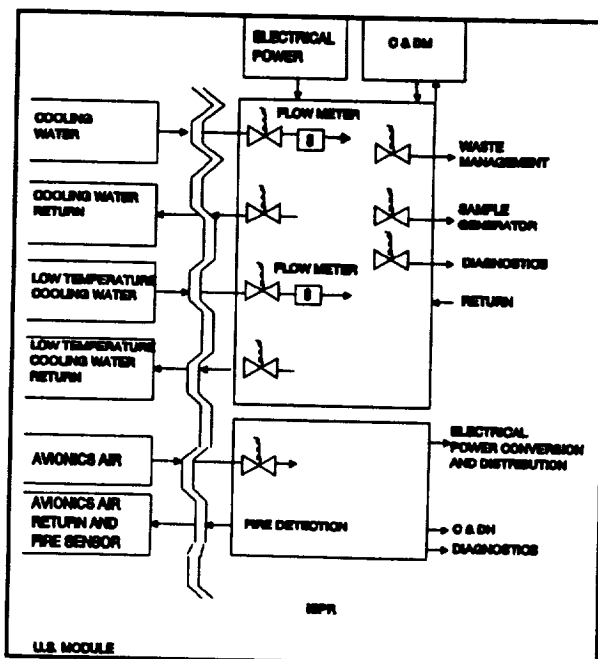 ELECTRICAL
POWER
C & DM
COOLING
WATER
FLOW METER
WASTE
MANAGEMENT
COOLING WATER
RETURN
SAMPLE
GENERATOR
LOW TEMPERATURE
COOLING WATER
FLOW METER
DIAGNOSTICS
RETURN
LOW TEMPERATURE
COOLING WATER
RETURN
ELECTRICAL
POWER CONVERSION
AND DISTRIBUTION
AVIONICS AIR
AVIONICS AIR
RETURN AND
FIRE SENSOR
FIRE DETECTION
C & DH
DIAGNOSTICS
U.S. MODULE